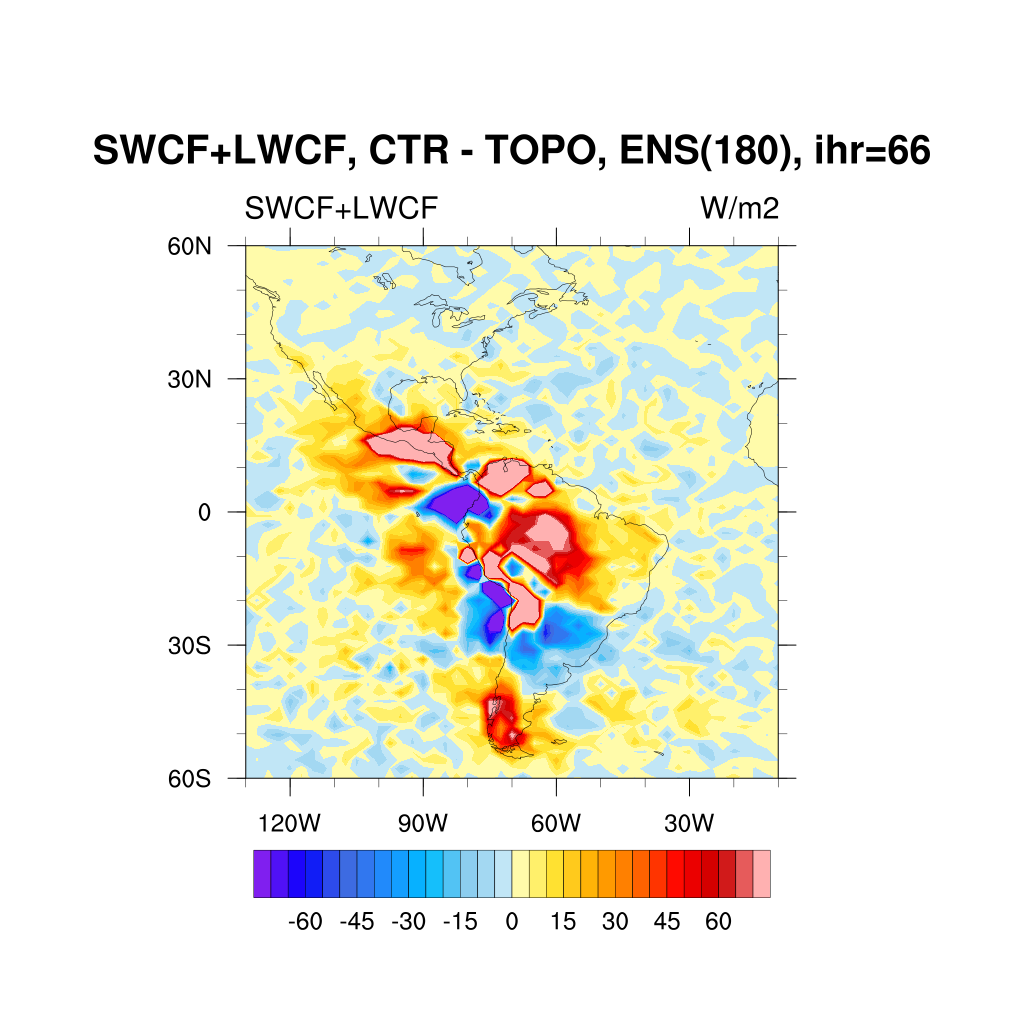 SWCF+LWCF, CTR - TOPO, ENS(180), ihr=66
SWCF+LWCF W/m2
60N
30N
0
30S
60S
120W 90W 60W 30W
-60 -45 -30 -15 0 15 30 45 60